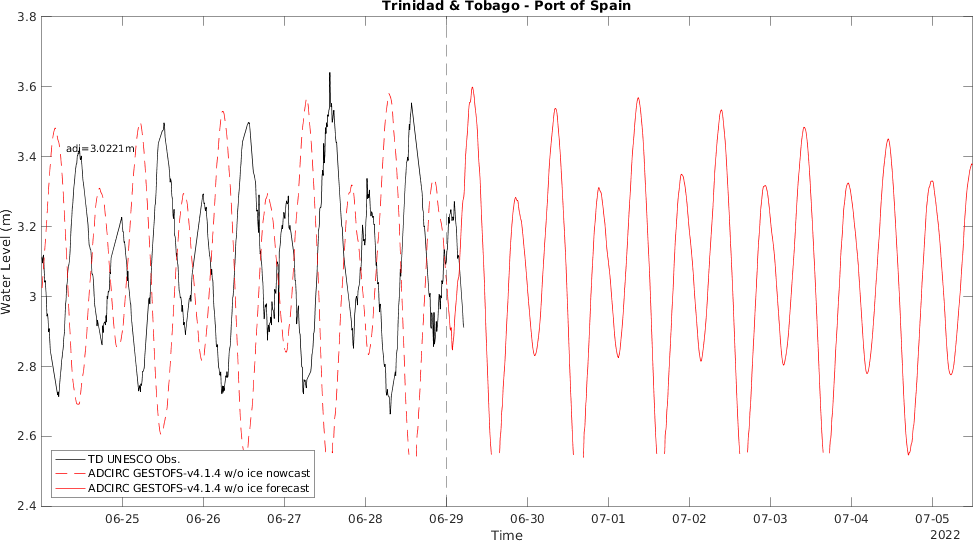 Trinidad & Tobago - Port of Spain
3.8
3.6
3.4
3.2
3
2.8
2.6
2.4
Water Level (m)
adj=3.0221m
TD UNESCO Obs.
ADCIRC GESTOFS-v4.1.4 w/o ice nowcast
ADCIRC GESTOFS-v4.1.4 w/o ice forecast
06-25 06-26 06-27 06-28 06-29 06-30 07-01 07-02 07-03 07-04 07-05
Time
2022